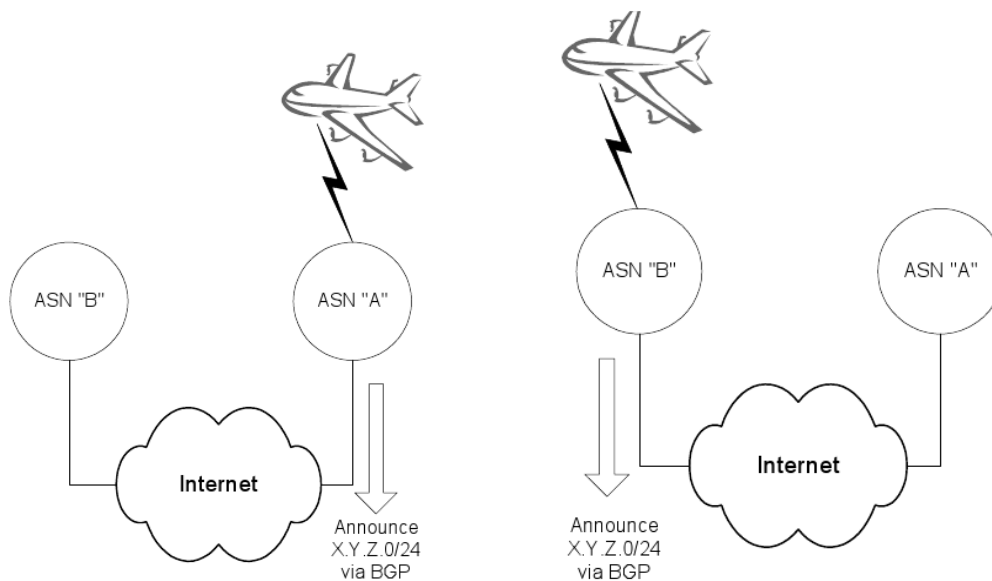 ASN "B"
ASN "A"
Internet
Announce
X.Y.Z.0/24
via BGP
ASN "B"
ASN "A"
Internet
Announce
X.Y.Z.0/24
via BGP